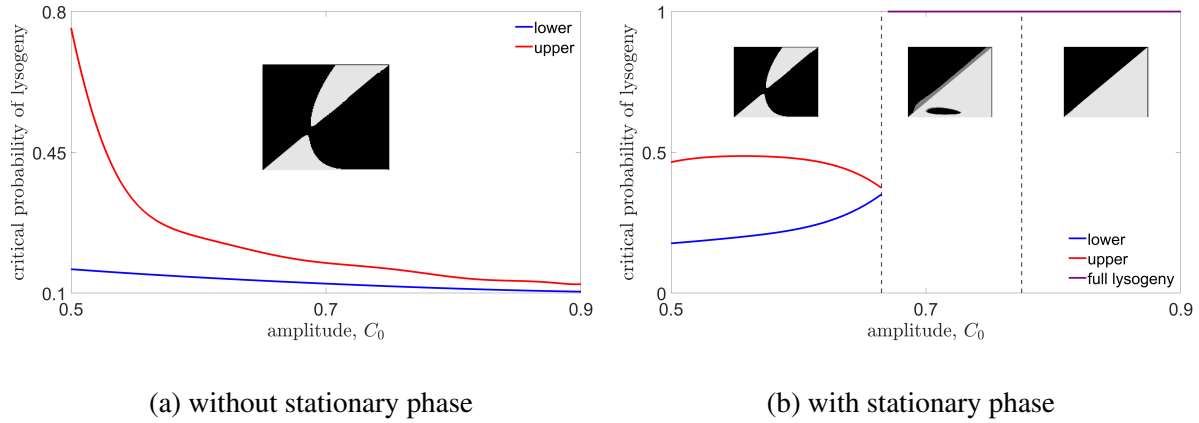 0.8
0.45
0.1
0.5
0.7
0.9
critical probability of lysogeny
amplitude, C₀
lower
upper
(a) without stationary phase
1
0.5
0
0.5
0.7
0.9
critical probability of lysogeny
amplitude, C₀
lower
upper
full lysogeny
(b) with stationary phase